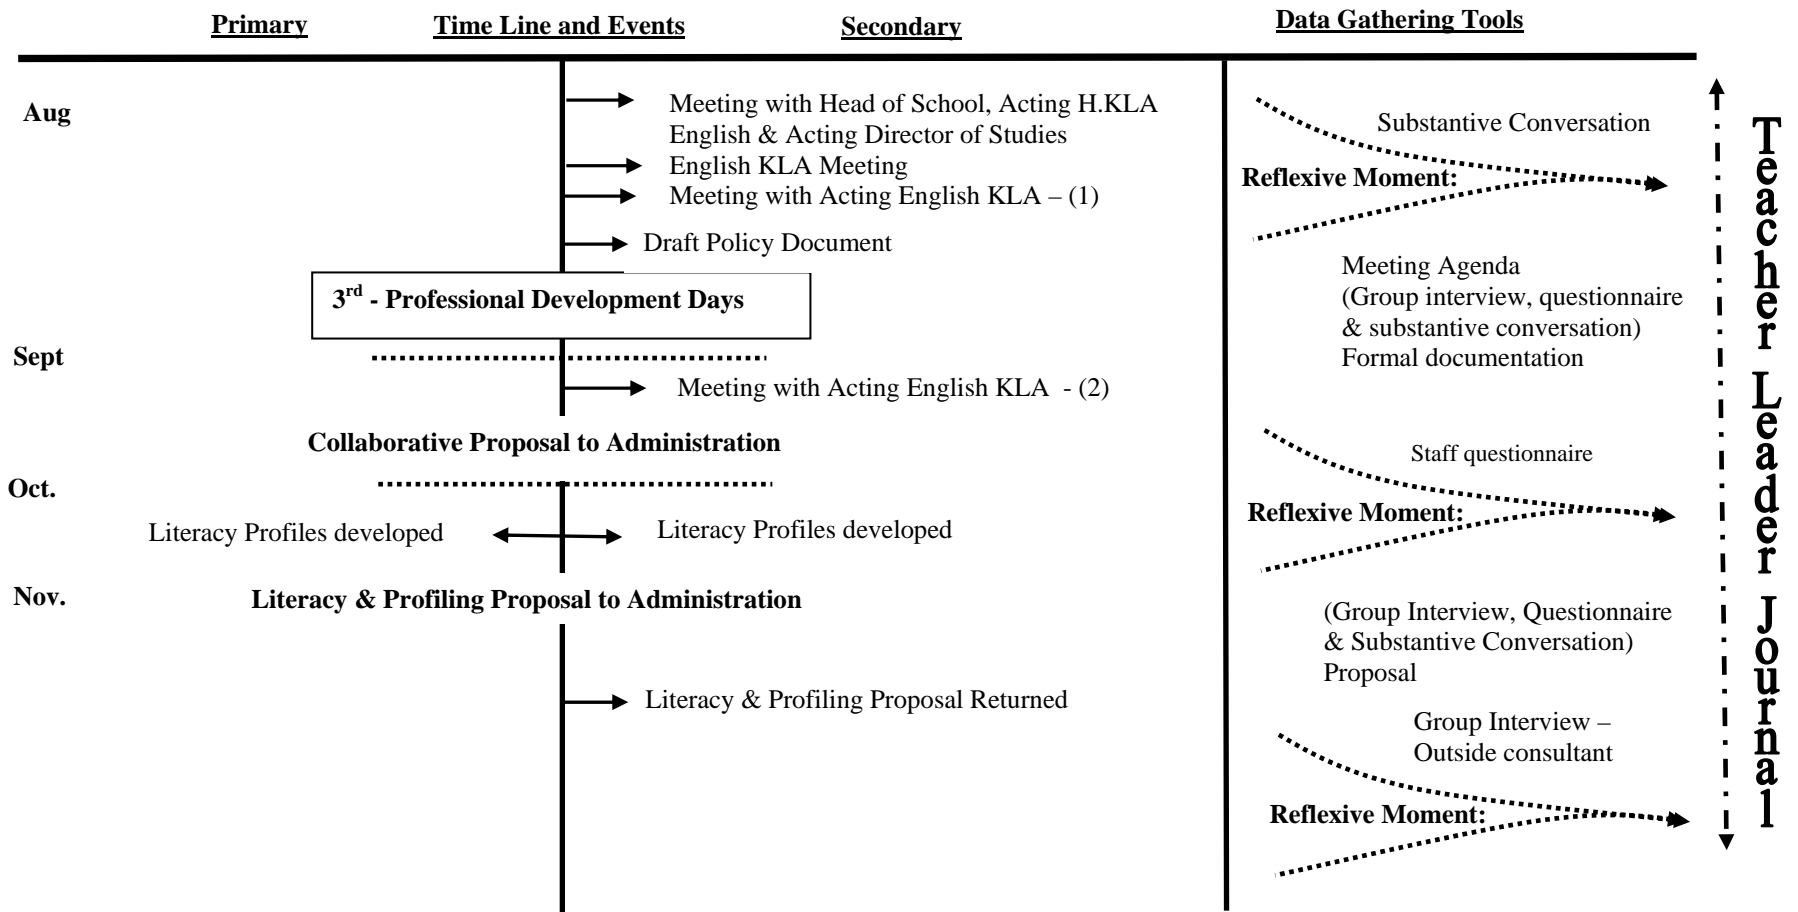 Primary
Time Line and Events
Secondary
Data Gathering Tools
Aug
Meeting with Head of School, Acting H.KLA
English & Acting Director of Studies
English KLA Meeting
Meeting with Acting English KLA – (1)
Draft Policy Document
3rd - Professional Development Days
Sept
Meeting with Acting English KLA - (2)
Collaborative Proposal to Administration
Oct.
Literacy Profiles developed
Literacy Profiles developed
Nov.
Literacy & Profiling Proposal to Administration
Literacy & Profiling Proposal Returned
Substantive Conversation
Reflexive Moment:
Meeting Agenda
(Group interview, questionnaire
& substantive conversation)
Formal documentation
Staff questionnaire
Reflexive Moment:
(Group Interview, Questionnaire
& Substantive Conversation)
Proposal
Group Interview –
Outside consultant
Reflexive Moment:
Teacher Leader Journal